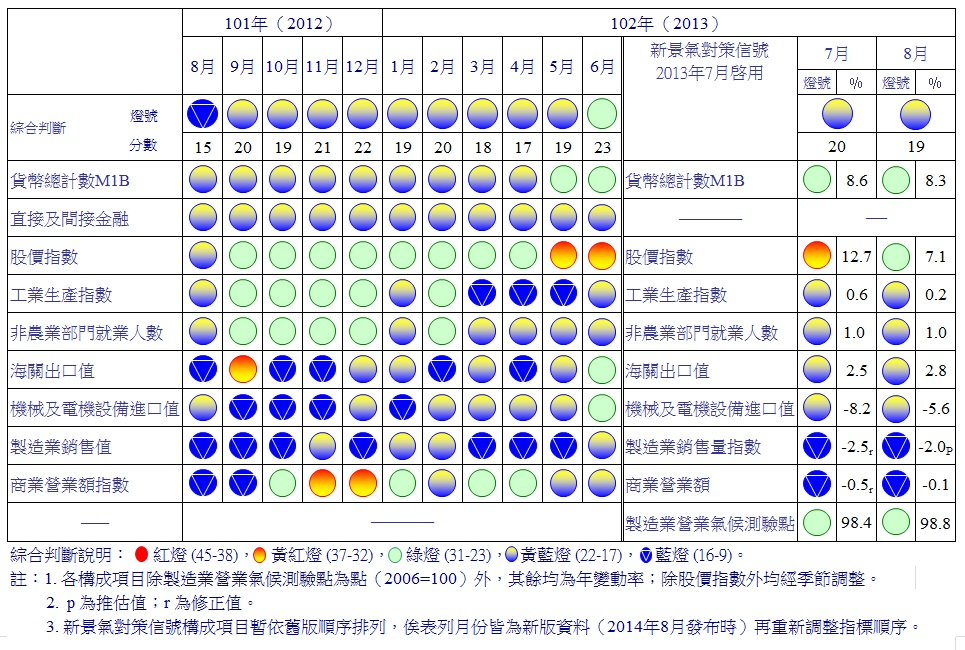 101年（2012） 102年（2013）
8月 9月 10月 11月 12月 1月 2月 3月 4月 5月 6月 新景氣對策信號 2013年7月啓用 7月 8月
燈號 % 燈號 %
綜合判斷 燈號
分數 15 20 19 21 22 19 20 18 17 19 23 20 19
貨幣總計數M1B 貨幣總計數M1B 8.6 8.3
直接及間接金融
股價指數 股價指數 12.7 7.1
工業生產指數 工業生產指數 0.6 0.2
非農業部門就業人數 非農業部門就業人數 1.0 1.0
海關出口值 海關出口值 2.5 2.8
機械及電機設備進口值 機械及電機設備進口值 -8.2 -5.6
製造業銷售值 製造業銷售量指數 -2.5r -2.0P
商業營業額指數 商業營業額 -0.5r -0.1
製造業營業氣候測驗點 98.4 98.8
綜合判斷說明： 紅燈 (45-38)， 黃紅燈 (37-32)， 綠燈 (31-23)， 黃藍燈 (22-17)， 藍燈 (16-9)。
註：1. 各構成項目除製造業營業氣候測驗點為點（2006=100）外，其餘均為年變動率；除股價指數外均經季節調整。
2. p 為推估值；r 為修正值。
3. 新景氣對策信號構成項目暫依舊版順序排列，俟表列月份皆為新版資料（2014年8月發布時）再重新調整指標順序。